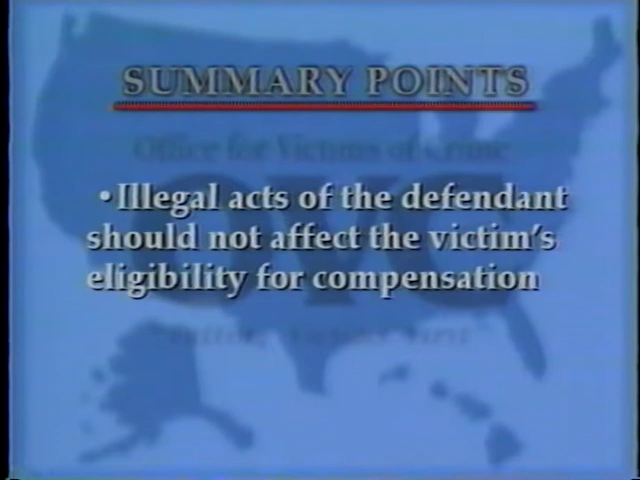 SUMMARY POINTS
Office for Victims of Crime
•Illegal acts of the defendant
should not affect the victim's
eligibility for compensation
OVC